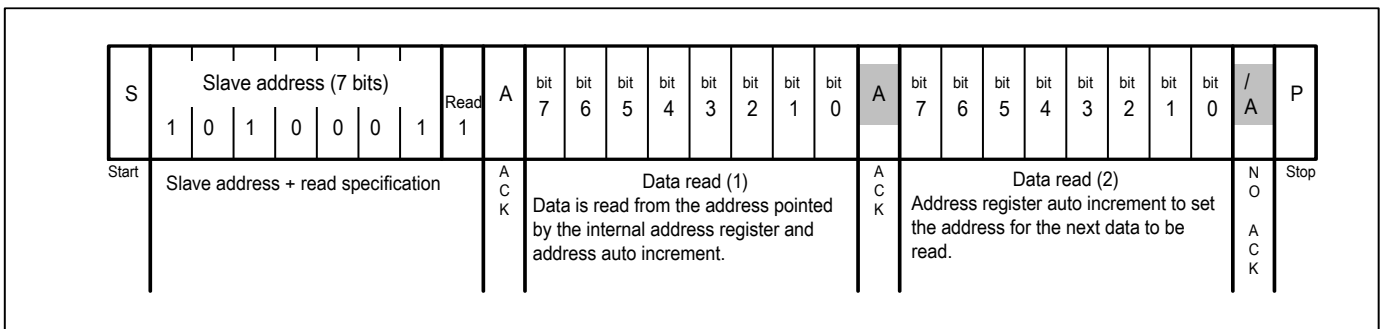 S
Slave address (7 bits)
1 0 1 0 0 0 1
Read
1
A
bit 7 bit 6 bit 5 bit 4 bit 3 bit 2 bit 1 bit 0
A
bit 7 bit 6 bit 5 bit 4 bit 3 bit 2 bit 1 bit 0
/
A
P
Start
Slave address + read specification
A
C
K
Data read (1)
Data is read from the address pointed
by the internal address register and
address auto increment.
A
C
K
Data read (2)
Address register auto increment to set
the address for the next data to be
read.
N
O
A
C
K
Stop